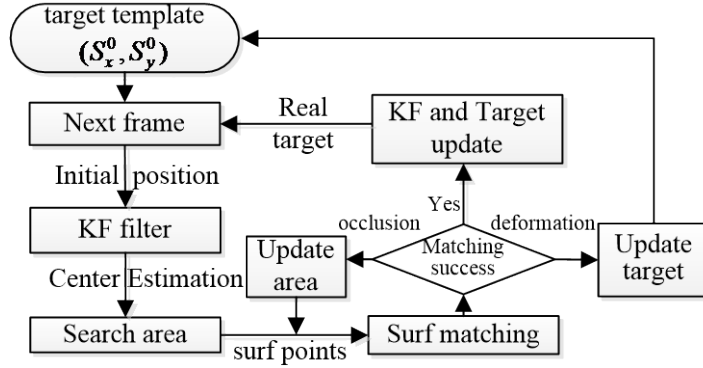 target template
(S_x^0, S_y^0)
Next frame
Real
target
KF and Target
update
Initial position
Yes
occlusion
deformation
KF filter
Update
area
Matching
success
Update
target
Center Estimation
Search area
surf points
Surf matching